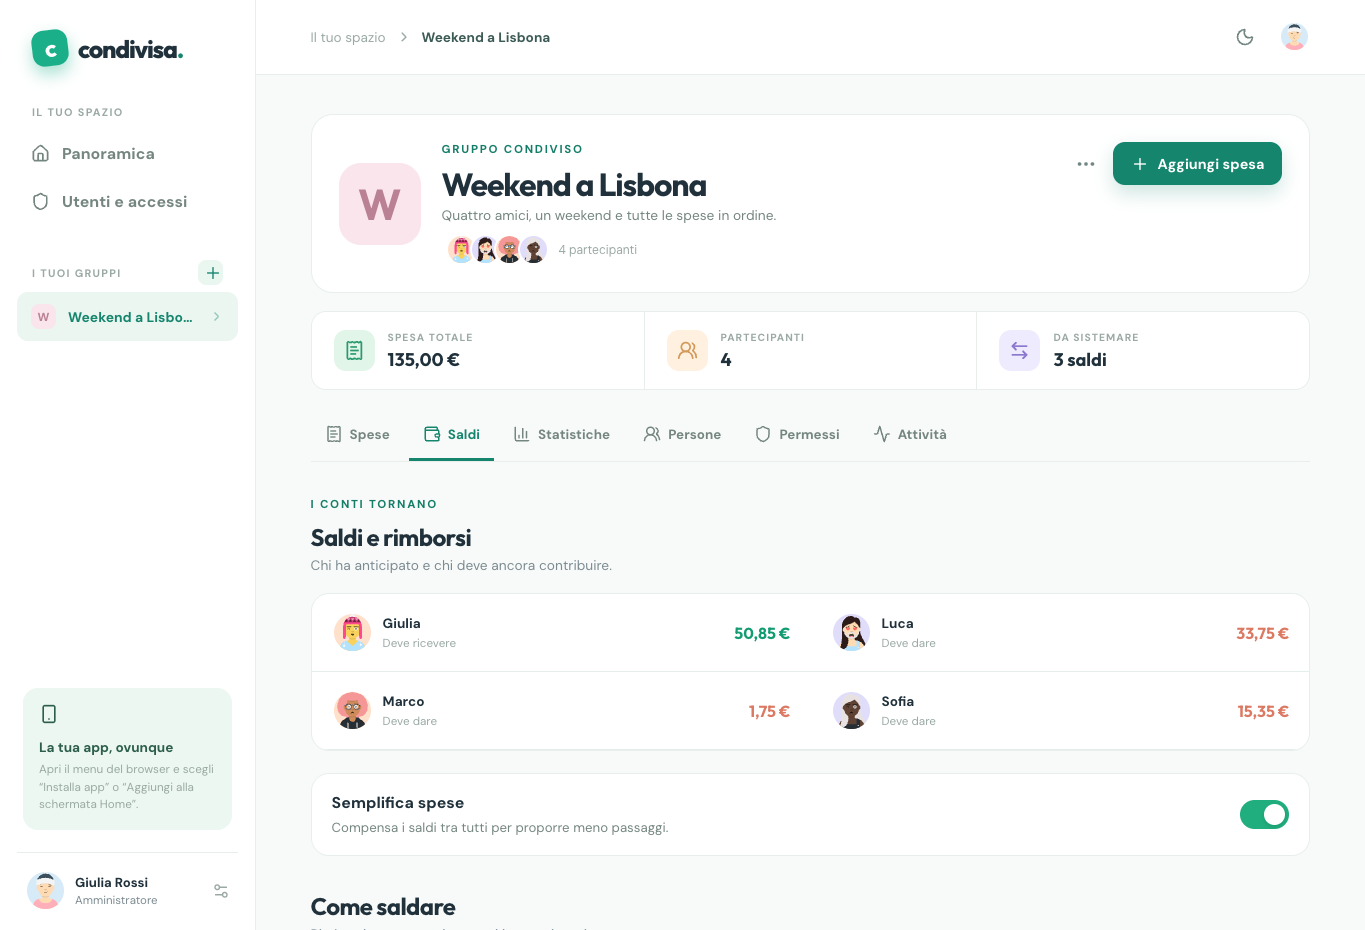 c condivisa.
IL TUO SPAZIO
Panoramica
Utenti e accessi
I TUOI GRUPPI
W Weekend a Lisbo...
La tua app, ovunque
Apri il menu del browser e scegli
“Installa app” o “Aggiungi alla
schermata Home”.
Giulia Rossi
Amministratore
Il tuo spazio > Weekend a Lisbona
W
GRUPPO CONDIVISO
Weekend a Lisbona
Quattro amici, un weekend e tutte le spese in ordine.
4 partecipanti
Aggiungi spesa
SPESA TOTALE
135,00 €
PARTECIPANTI
4
DA SISTEMARE
3 saldi
Spese Saldi Statistiche Persone Permessi Attività
I CONTI TORNANO
Saldi e rimborsi
Chi ha anticipato e chi deve ancora contribuire.
Giulia
Deve ricevere
50,85 €
Luca
Deve dare
33,75 €
Marco
Deve dare
1,75 €
Sofia
Deve dare
15,35 €
Semplifica spese
Compensa i saldi tra tutti per proporre meno passaggi.
Come saldare